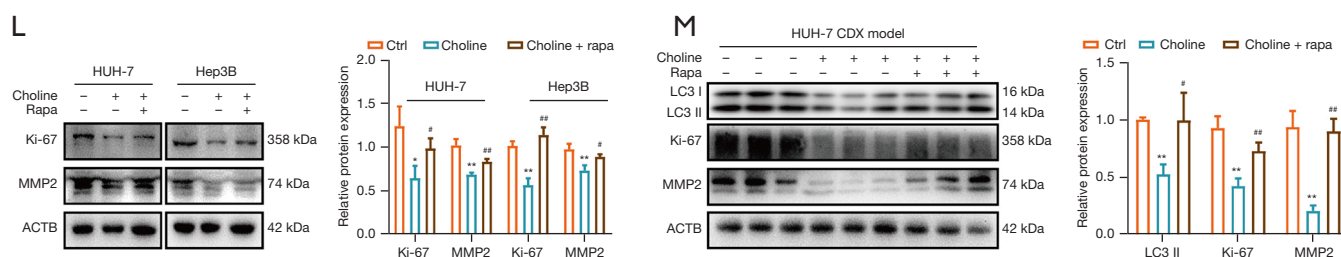 L
HUH-7 Hep3B
Choline – + + – + +
Rapa – – + – – +
Ki-67 358 kDa
MMP2 74 kDa
ACTB 42 kDa
Ctrl Choline Choline + rapa
Relative protein expression
2.0
1.5
1.0
0.5
0.0
HUH-7 Hep3B
* # ** ## ** ## ** #
Ki-67 MMP2 Ki-67 MMP2
M
HUH-7 CDX model
Choline – – – + + + + + +
Rapa – – – – – – + + +
LC3 I 16 kDa
LC3 II 14 kDa
Ki-67 358 kDa
MMP2 74 kDa
ACTB 42 kDa
Ctrl Choline Choline + rapa
Relative protein expression
1.5
1.0
0.5
0.0
** # ** ## ** ##
LC3 II Ki-67 MMP2